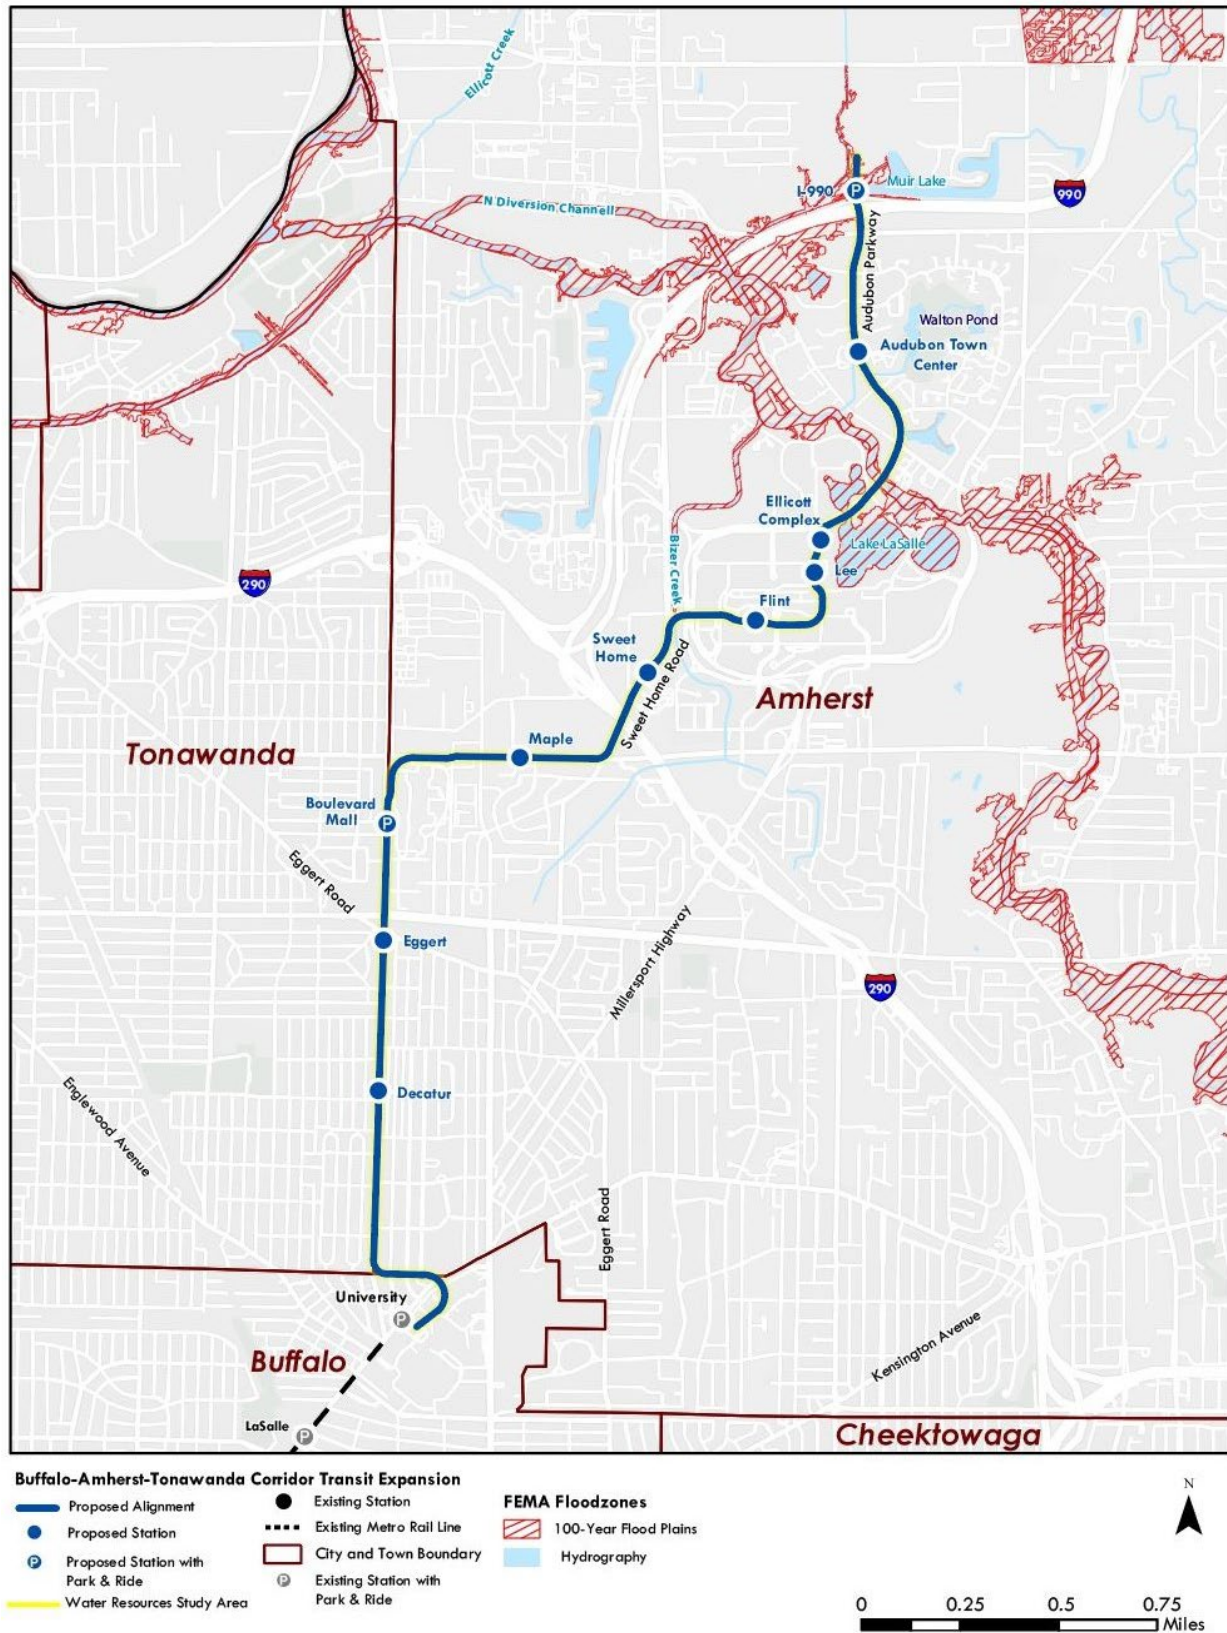 Ellicott Creek
N Diversion Channell
I-990
P
Muir Lake
990
Audubon Parkway
Walton Pond
Audubon Town
Center
Ellicott
Complex
Lake LaSalle
Lee
Bizer Creek
290
Flint
Sweet
Home
Sweet Home Road
Amherst
Maple
Tonawanda
Boulevard
Mall
P
Eggert Road
Eggert
Millersport Highway
290
Decatur
Englewood Avenue
Eggert Road
University
P
Kensington Avenue
Buffalo
LaSalle
P
Cheektowaga
Buffalo-Amherst-Tonawanda Corridor Transit Expansion
Proposed Alignment
Proposed Station
P Proposed Station with
Park & Ride
Water Resources Study Area
Existing Station
Existing Metro Rail Line
City and Town Boundary
P Existing Station with
Park & Ride
FEMA Floodzones
100-Year Flood Plains
Hydrography
N
0 0.25 0.5 0.75
Miles